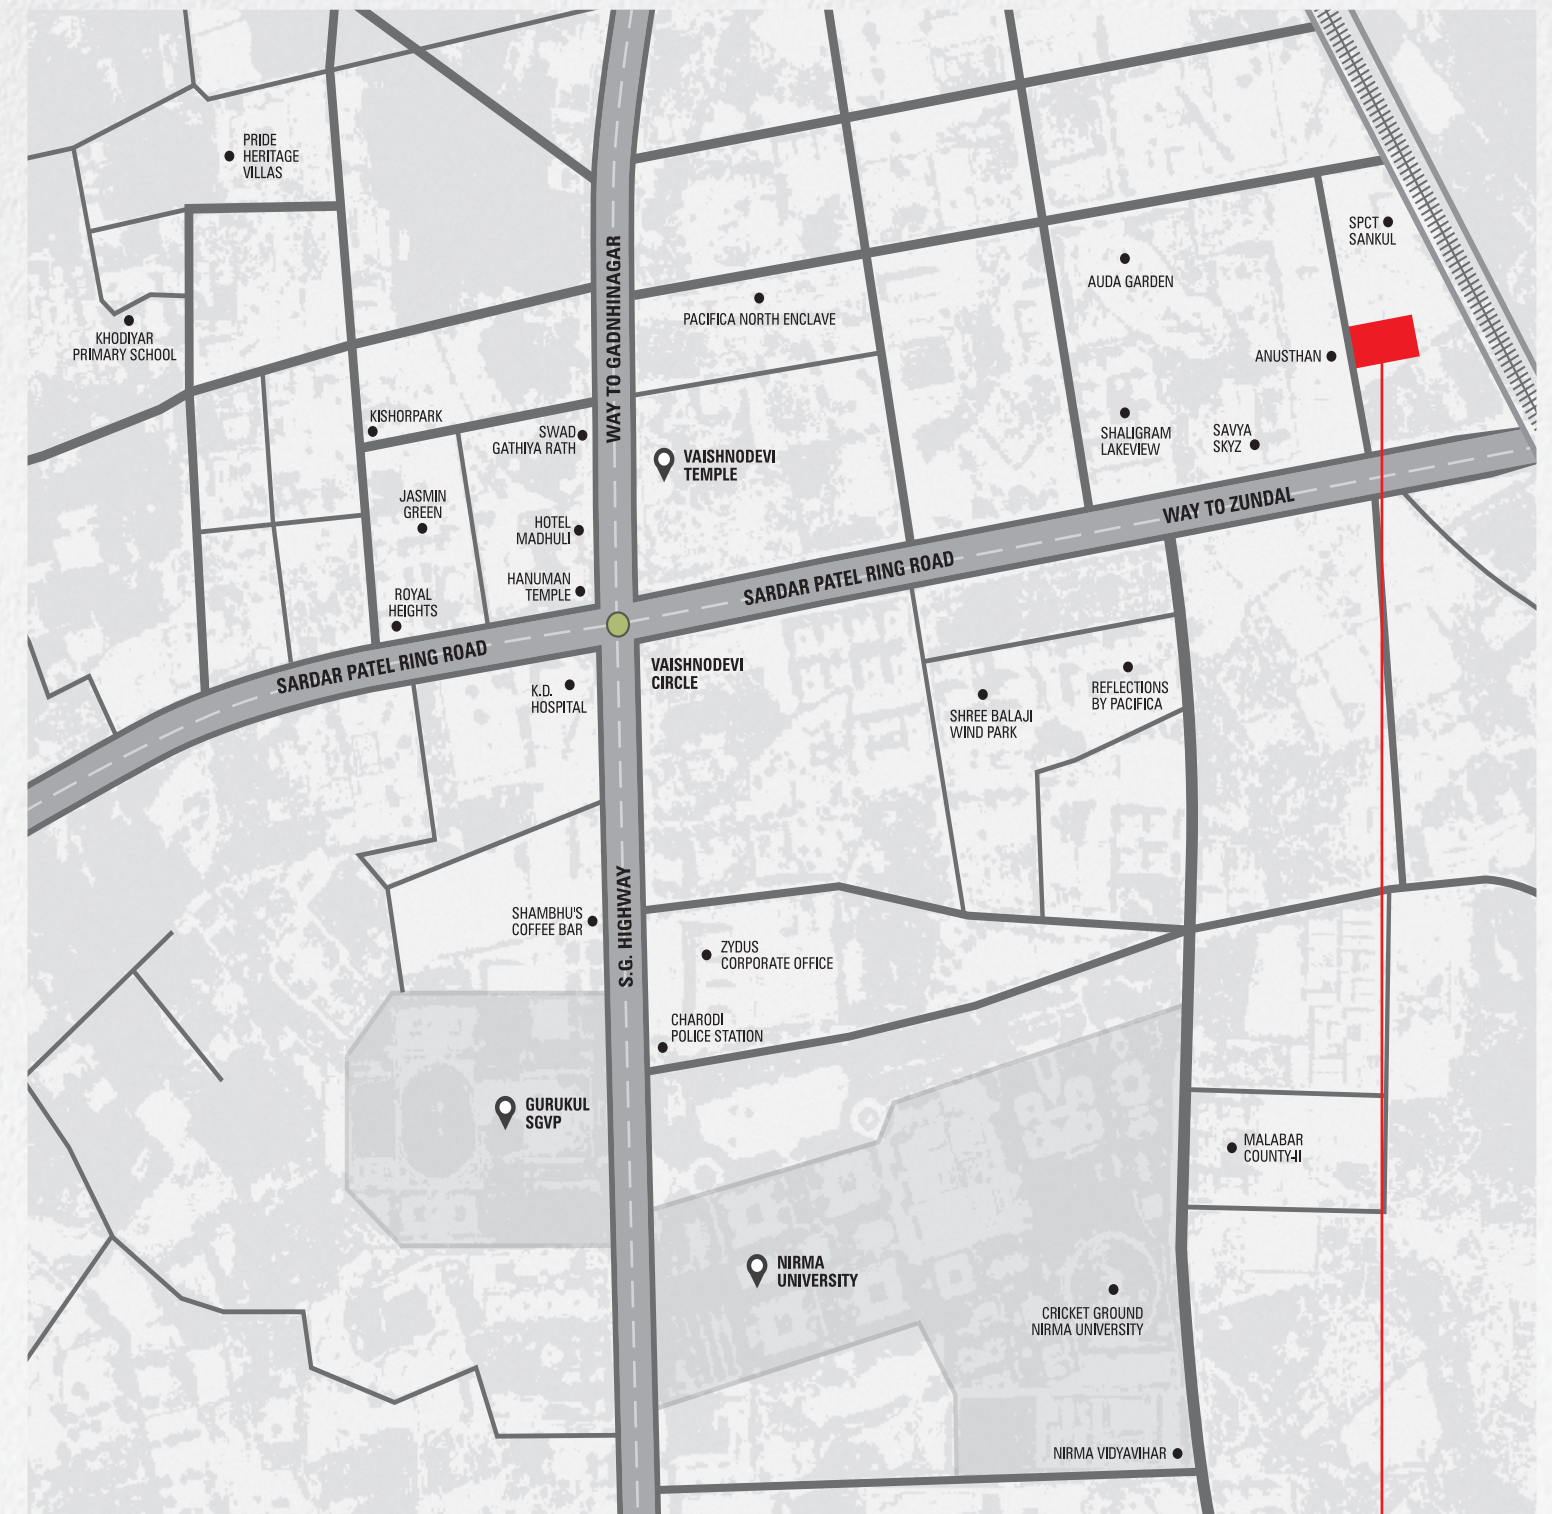 PRIDE
HERITAGE
VILLAS
SPCT
SANKUL
WAY TO GADNHINAGAR
AUDA GARDEN
PACIFICA NORTH ENCLAVE
KHODIYAR
PRIMARY SCHOOL
ANUSTHAN
KISHORPARK
SWAD
GATHIYA RATH
SHALIGRAM
LAKEVIEW
SAVYA
SKYZ
VAISHNODEVI
TEMPLE
JASMIN
GREEN
WAY TO ZUNDAL
HOTEL
MADHULI
SARDAR PATEL RING ROAD
HANUMAN
TEMPLE
ROYAL
HEIGHTS
SARDAR PATEL RING ROAD
VAISHNODEVI
CIRCLE
K.D.
HOSPITAL
REFLECTIONS
BY PACIFICA
SHREE BALAJI
WIND PARK
S.G. HIGHWAY
SHAMBHU'S
COFFEE BAR
ZYDUS
CORPORATE OFFICE
CHARODI
POLICE STATION
GURUKUL
SGVP
MALABAR
COUNTY-II
NIRMA
UNIVERSITY
CRICKET GROUND
NIRMA UNIVERSITY
NIRMA VIDYAVIHAR